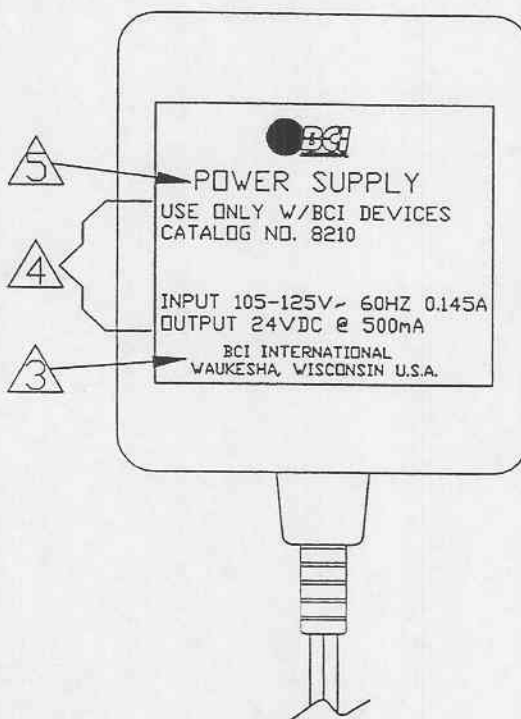 BCI
5
POWER SUPPLY
USE ONLY W/BCI DEVICES
CATALOG NO. 8210
4
INPUT 105-125V~ 60HZ 0.145A
OUTPUT 24VDC @ 500mA
3
BCI INTERNATIONAL
WAUKESHA, WISCONSIN U.S.A.